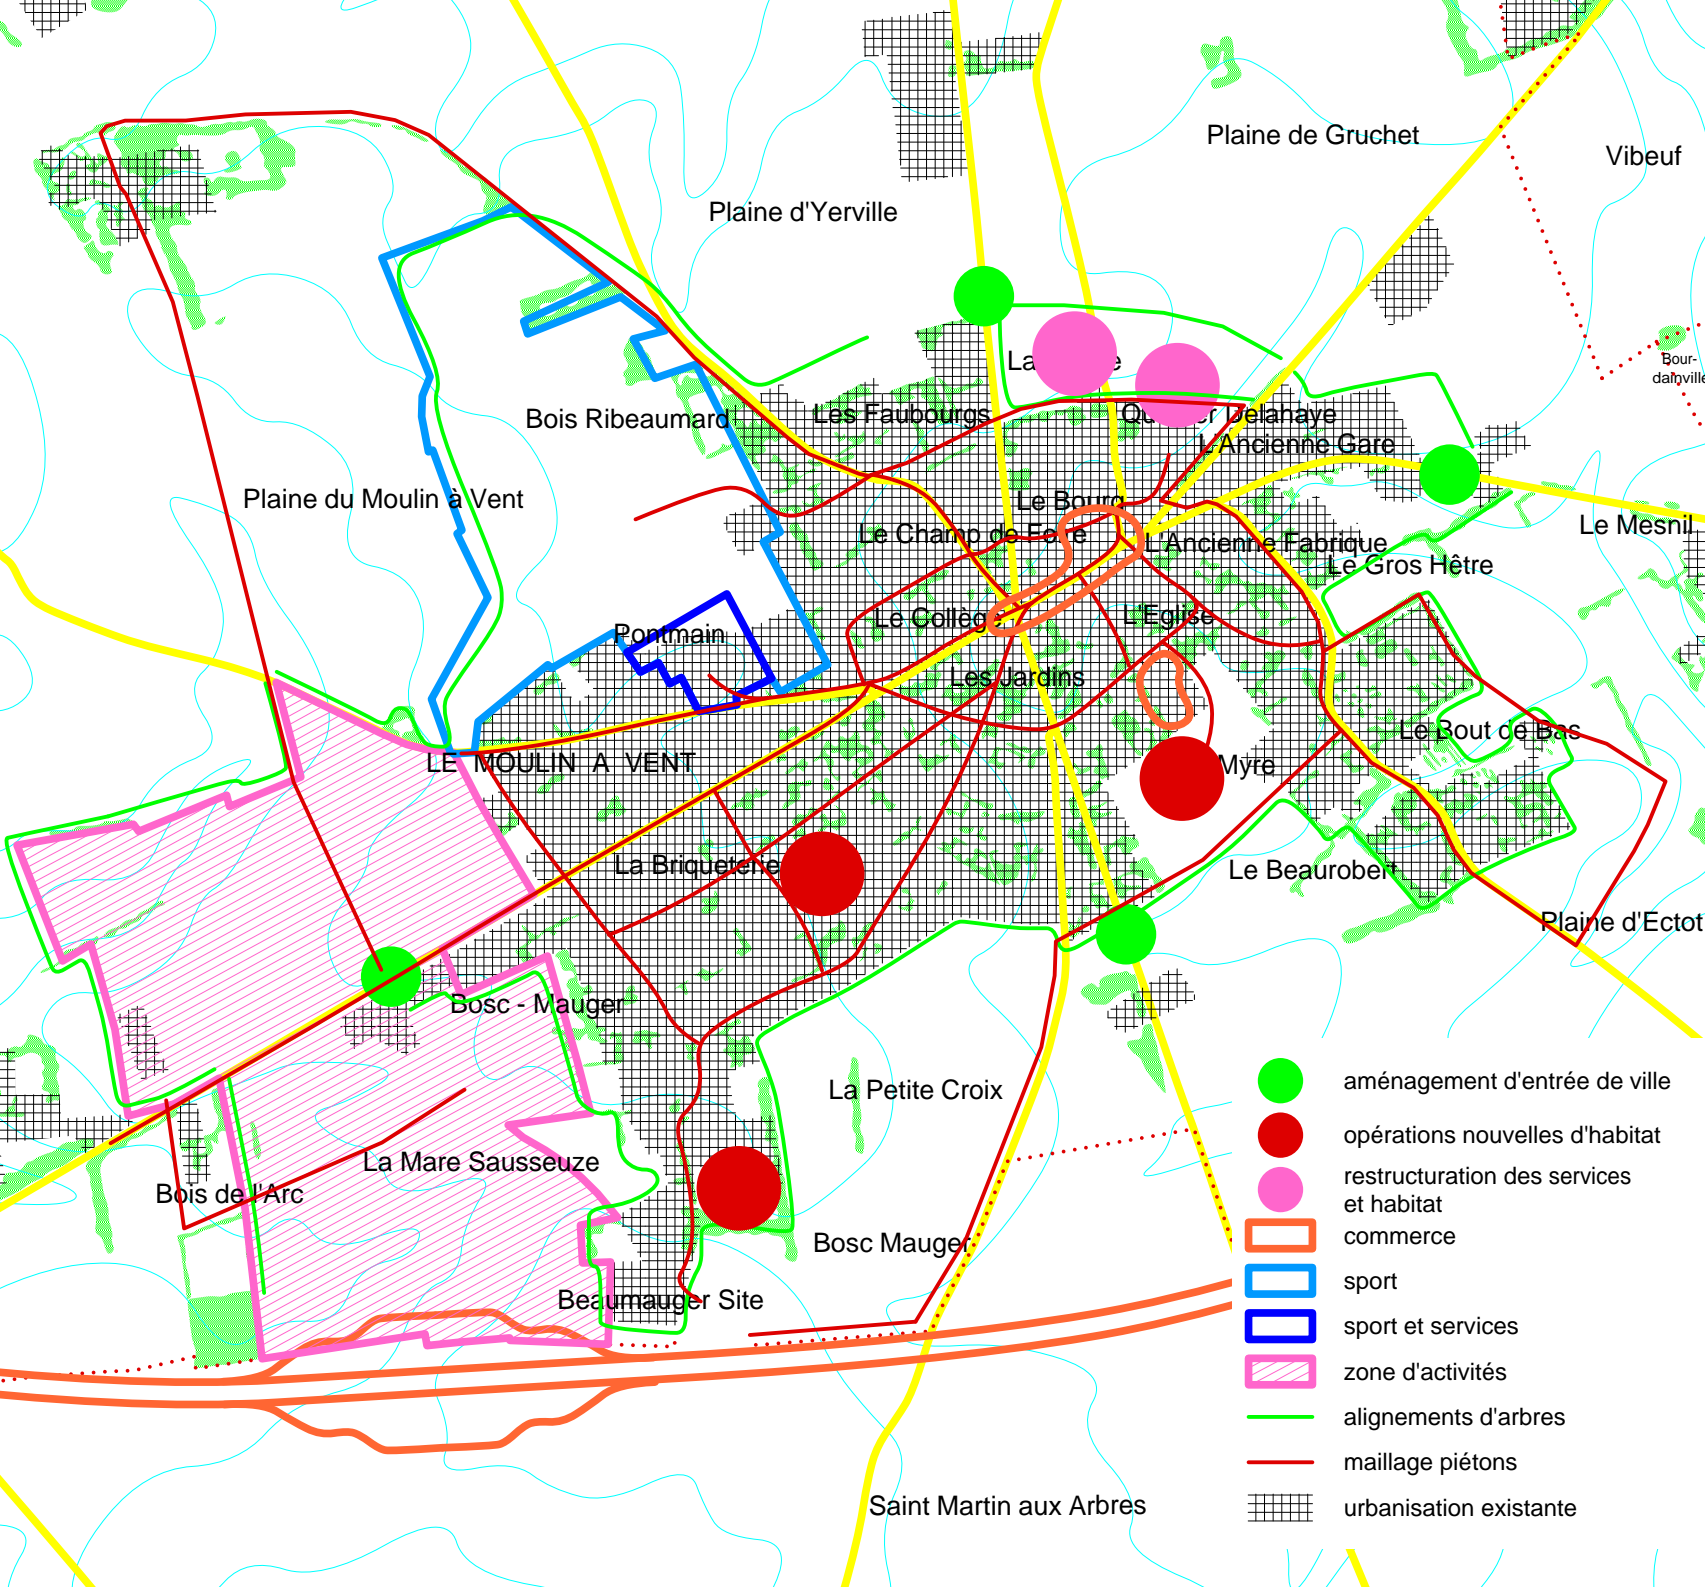 Plaine de Gruchet
Vibeuf
Plaine d'Yerville
Bour-
dainville
Les Faubourgs
Bois Ribeaumard
Delahaye
L'Ancienne Gare
Plaine du Moulin à Vent
Le Bourg
Le Champ de Foire
L'Ancienne Fabrique
Le Mesnil
Le Gros Hêtre
Le Collège
L'Eglise
Pontmain
Les Jardins
Le Bout de Bas
LE MOULIN A VENT
Myre
La Briqueterie
Le Beaurobert
Plaine d'Ectot
Bosc - Mauger
La Petite Croix
La Mare Sausseuze
Bois de l'Arc
Bosc Mauger
Beaumauger Site
Saint Martin aux Arbres
aménagement d'entrée de ville
opérations nouvelles d'habitat
restructuration des services
et habitat
commerce
sport
sport et services
zone d'activités
alignements d'arbres
maillage piétons
urbanisation existante